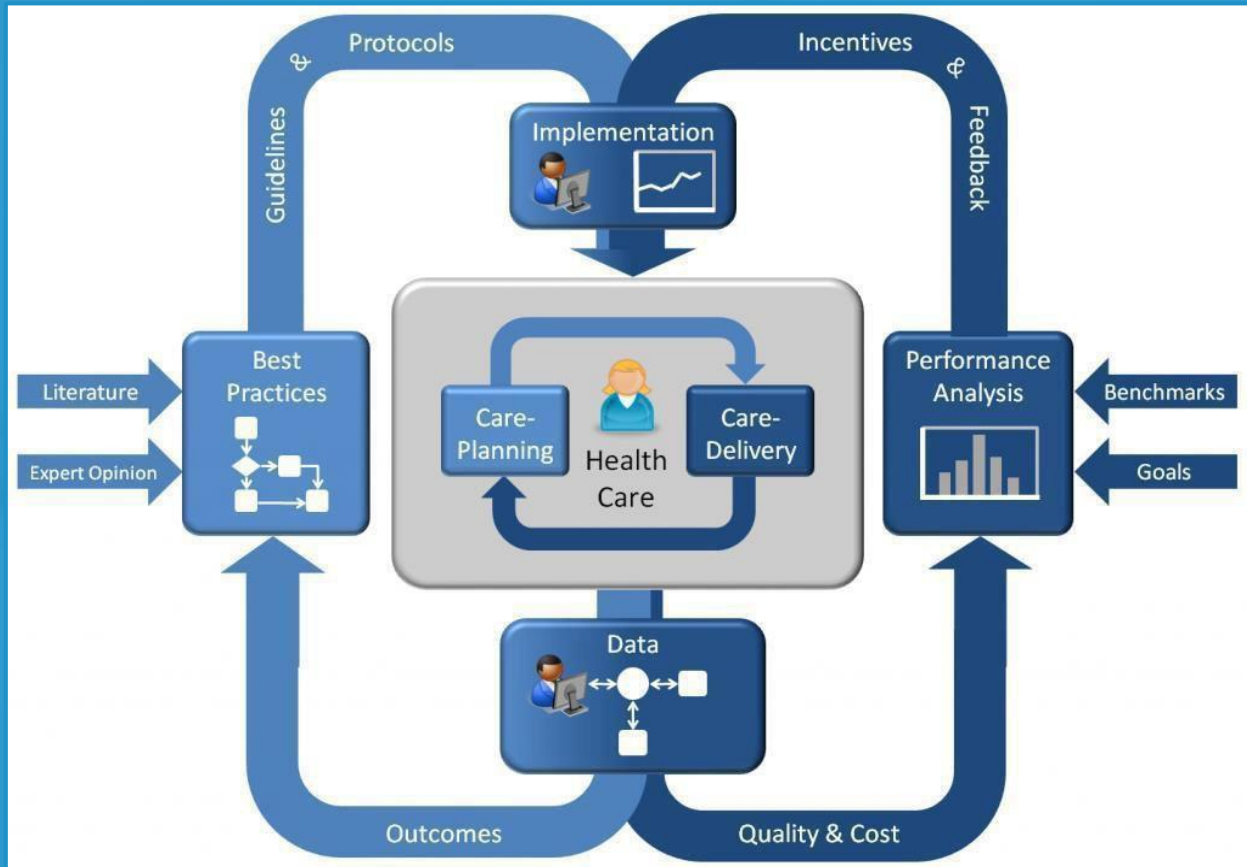 Protocols
&
Guidelines
Incentives
&
Feedback
Implementation
Best
Practices
Literature
Expert Opinion
Care-
Planning
Health
Care
Care-
Delivery
Performance
Analysis
Benchmarks
Goals
Data
Outcomes
Quality & Cost